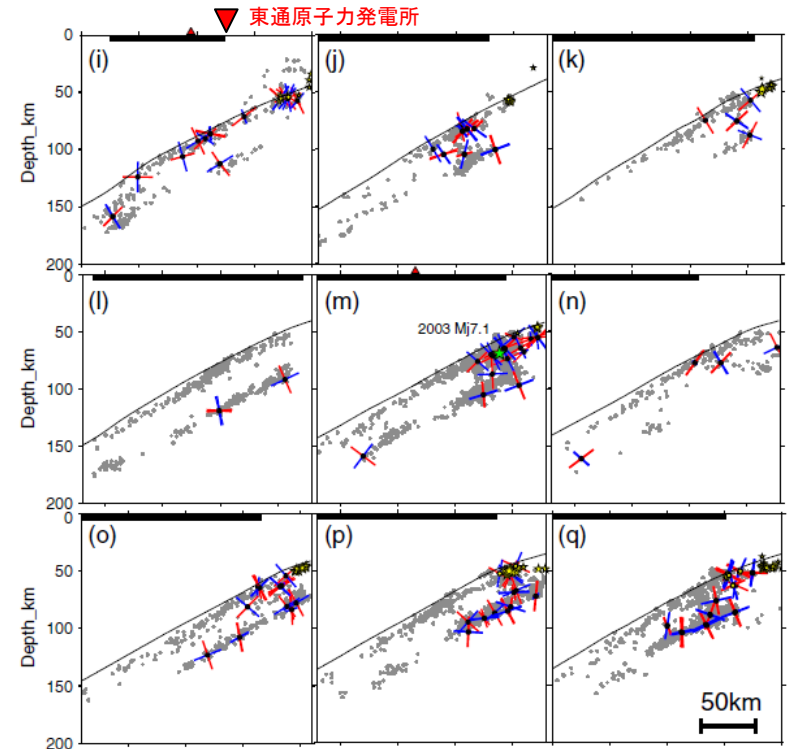 東通原子力発電所
(i) (j) (k)
0
50
100
150
200
Depth_km
(l) (m) (n)
2003 Mj7.1
0
50
100
150
200
Depth_km
(o) (p) (q)
0
50
100
150
200
Depth_km
50km